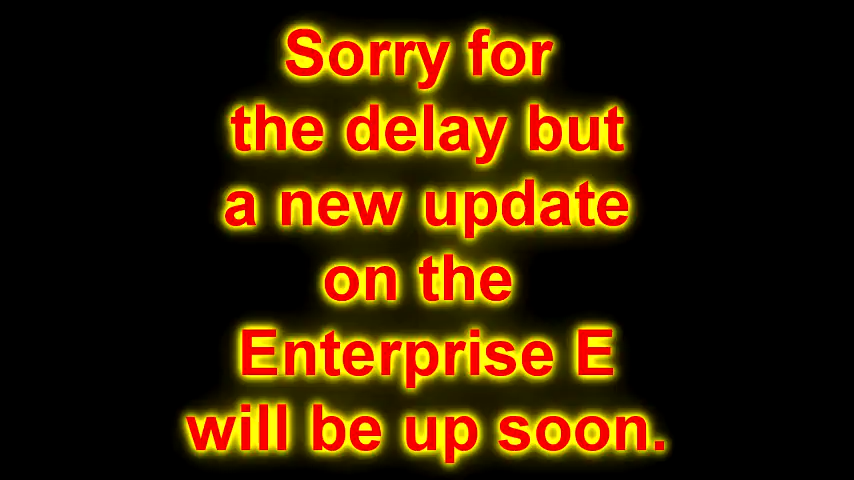 Sorry for
the delay but
a new update
on the
Enterprise E
will be up soon.